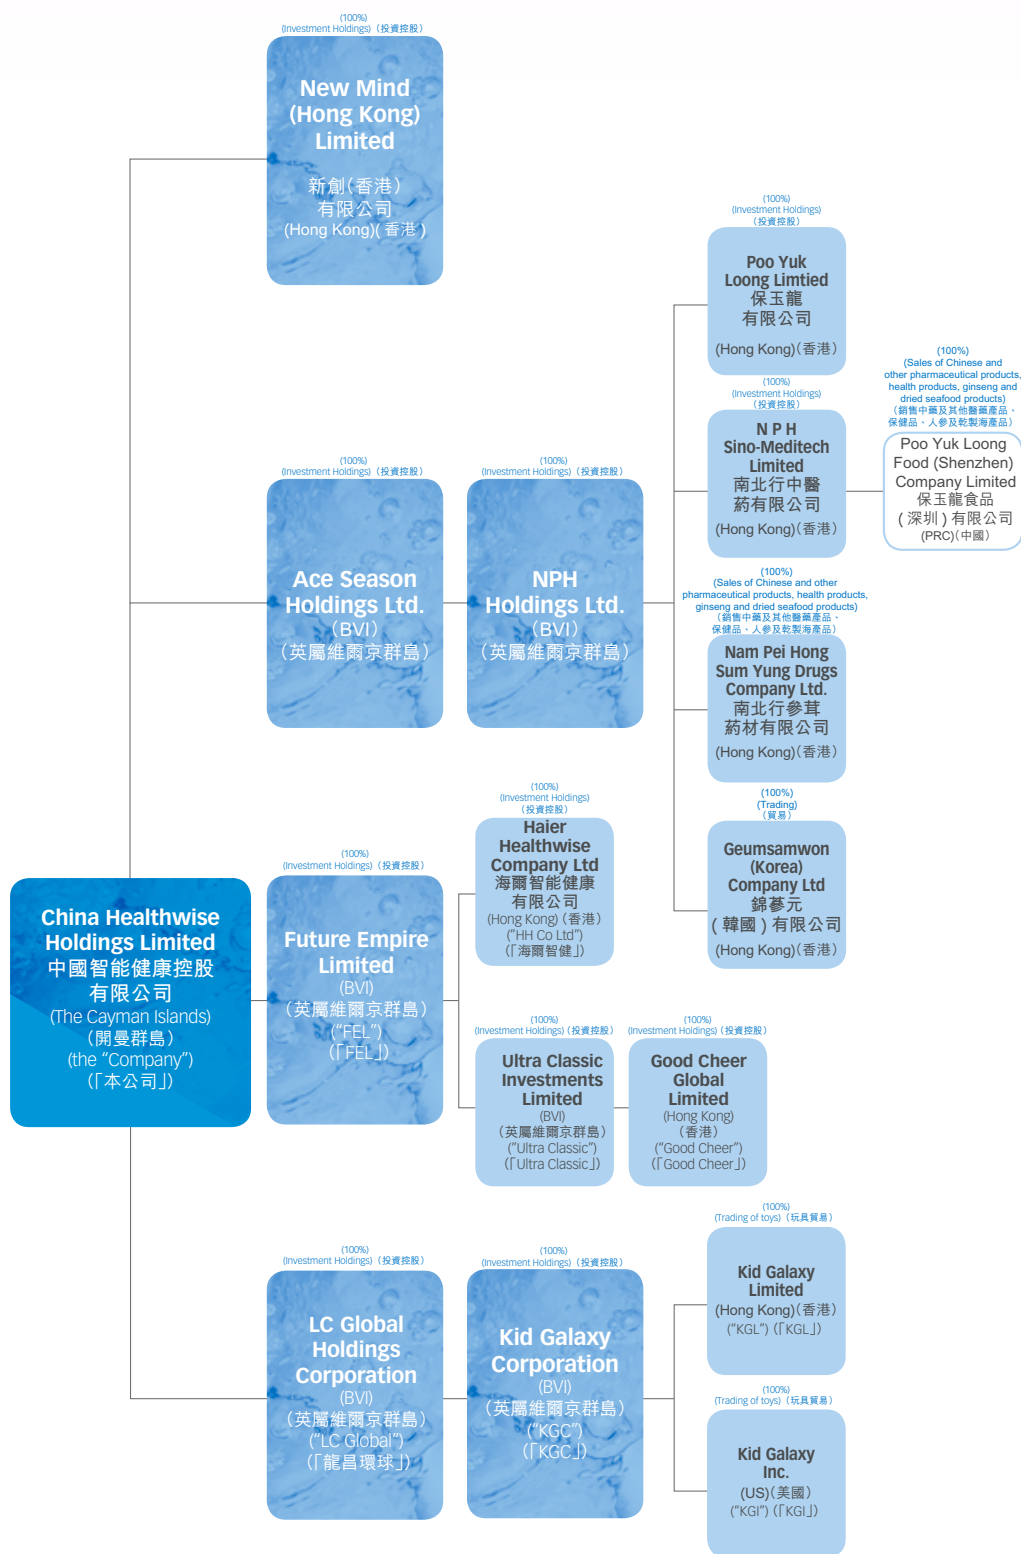 (100%)
(Investment Holdings)（投資控股）
New Mind
(Hong Kong)
Limited
新創（香港）
有限公司
(Hong Kong)( 香港 )
(100%)
(Investment Holdings)
（投資控股）
Poo Yuk
Loong Limtied
保玉龍
有限公司
(Hong Kong)（香港）
(100%)
(Investment Holdings)
（投資控股）
N P H
Sino-Meditech
Limited
南北行中醫
葯有限公司
(Hong Kong)（香港）
(100%)
(Sales of Chinese and
other pharmaceutical products,
health products, ginseng and
dried seafood products)
（銷售中藥及其他醫藥產品、
保健品、人參及乾製海產品）
Poo Yuk Loong
Food (Shenzhen)
Company Limited
保玉龍食品
( 深圳 ) 有限公司
(PRC)（中國）
(100%)
(Investment Holdings)（投資控股）
Ace Season
Holdings Ltd.
（BVI）
（英屬維爾京群島）
(100%)
(Investment Holdings)（投資控股）
NPH
Holdings Ltd.
（BVI）
（英屬維爾京群島）
(100%)
(Sales of Chinese and other
pharmaceutical products, health products,
ginseng and dried seafood products)
（銷售中藥及其他醫藥產品、
保健品、人參及乾製海產品）
Nam Pei Hong
Sum Yung Drugs
Company Ltd.
南北行參茸
葯材有限公司
(Hong Kong)（香港）
(100%)
(Trading)
（貿易）
Geumsamwon
(Korea)
Company Ltd
錦蔘元
( 韓國 ) 有限公司
(Hong Kong)（香港）
China Healthwise
Holdings Limited
中國智能健康控股
有限公司
(The Cayman Islands)
（開曼群島）
(the “Company”)
（「本公司」）
(100%)
(Investment Holdings)（投資控股）
Future Empire
Limited
(BVI)
（英屬維爾京群島）
(“FEL”)
（「FEL」）
(100%)
(Investment Holdings)
（投資控股）
Haier
Healthwise
Company Ltd
海爾智能健康
有限公司
(Hong Kong)（香港）
(“HH Co Ltd”)
（「海爾智健」）
(100%)
(Investment Holdings)（投資控股）
Ultra Classic
Investments
Limited
(BVI)
（英屬維爾京群島）
(“Ultra Classic”)
（「Ultra Classic」）
(100%)
(Investment Holdings)（投資控股）
Good Cheer
Global
Limited
(Hong Kong)
（香港）
(“Good Cheer”)
（「Good Cheer」）
(100%)
(Investment Holdings)（投資控股）
LC Global
Holdings
Corporation
(BVI)
（英屬維爾京群島）
(“LC Global”)
（「龍昌環球」）
(100%)
(Investment Holdings)（投資控股）
Kid Galaxy
Corporation
(BVI)
（英屬維爾京群島）
(“KGC”)
（「KGC」）
(100%)
(Trading of toys)（玩具貿易）
Kid Galaxy
Limited
(Hong Kong)（香港）
(“KGL”)（「KGL」）
(100%)
(Trading of toys)（玩具貿易）
Kid Galaxy
Inc.
(US)（美國）
(“KGI”)（「KGI」）